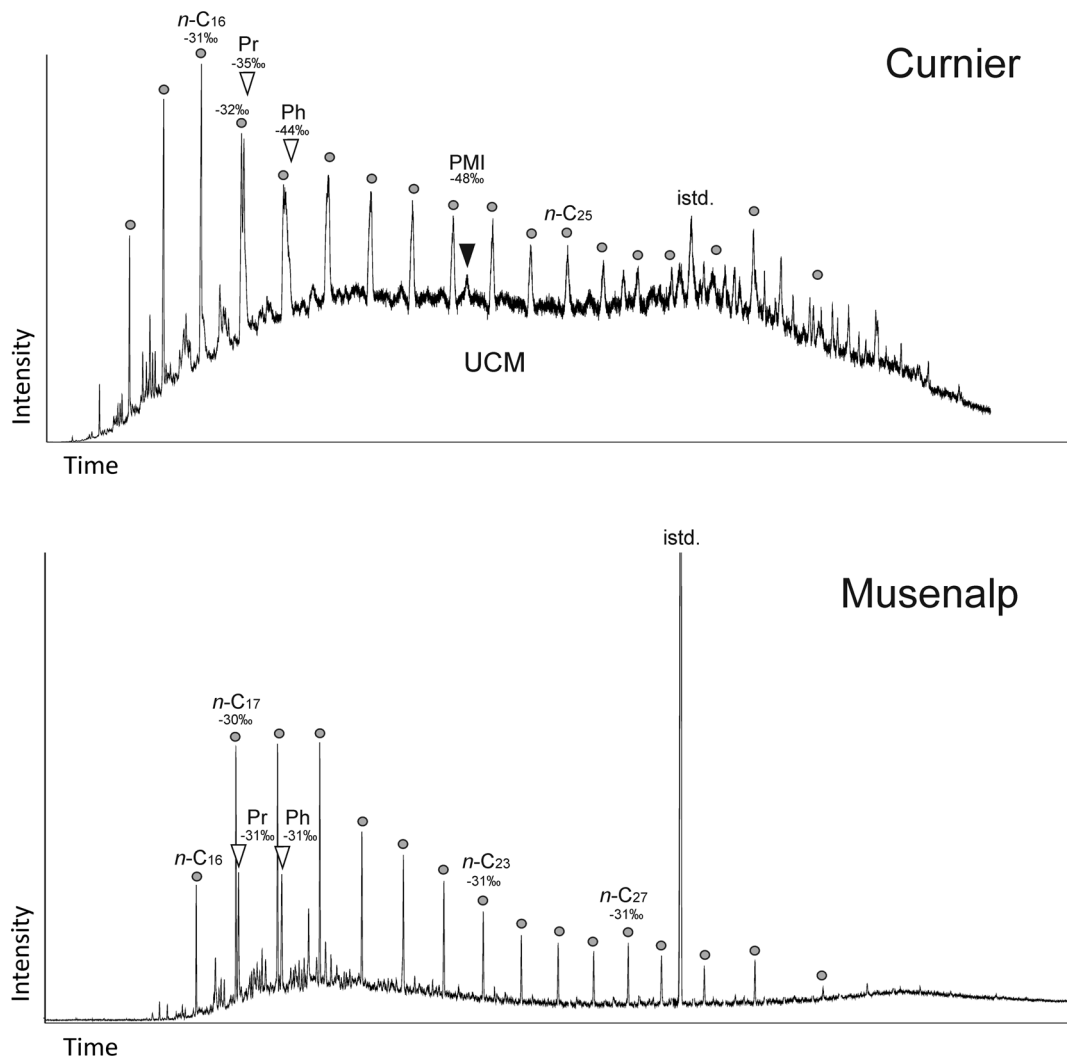 Curnier
n-C16
-31‰
Pr
-35‰
-32‰
Ph
-44‰
PMI
-48‰
n-C25
istd.
UCM
Intensity
Time
istd.
Musenalp
n-C17
-30‰
Pr
-31‰
Ph
-31‰
n-C16
n-C23
-31‰
n-C27
-31‰
Intensity
Time